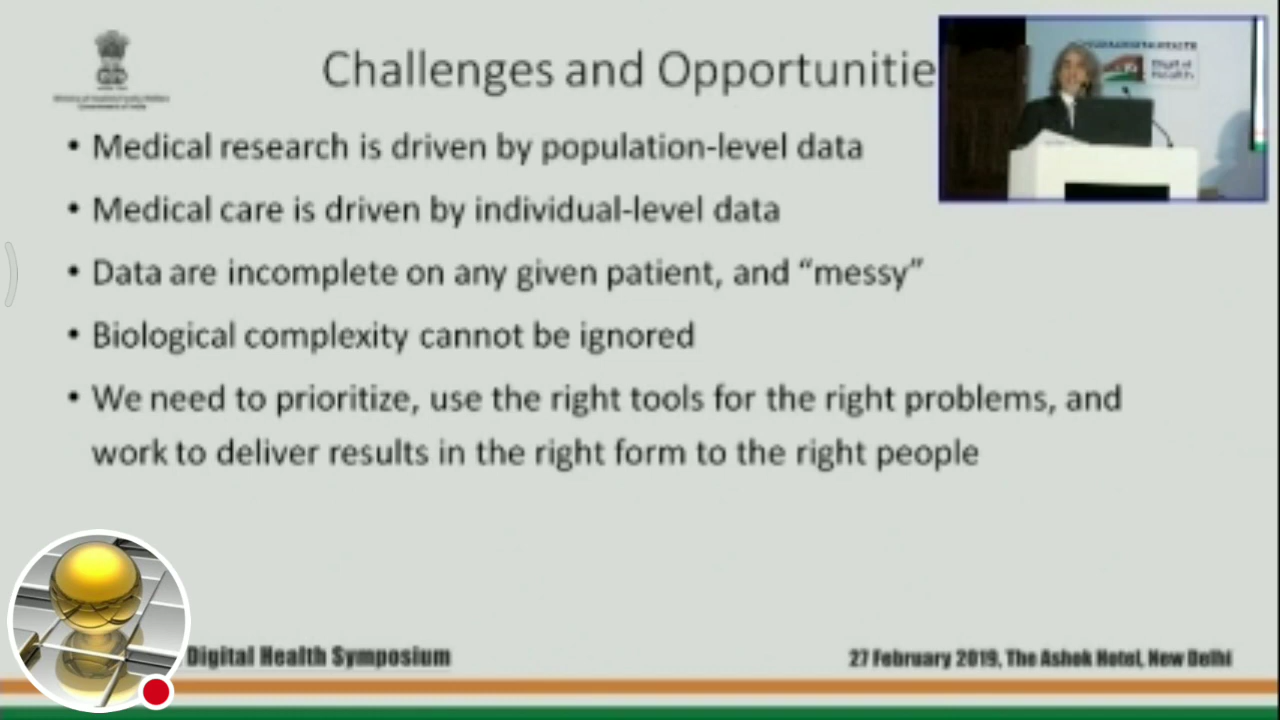 Challenges and Opportunitie
• Medical research is driven by population-level data
• Medical care is driven by individual-level data
• Data are incomplete on any given patient, and “messy”
• Biological complexity cannot be ignored
• We need to prioritize, use the right tools for the right problems, and
work to deliver results in the right form to the right people
Digital Health Symposium
27 February 2019, The Ashok Hotel, New Delhi